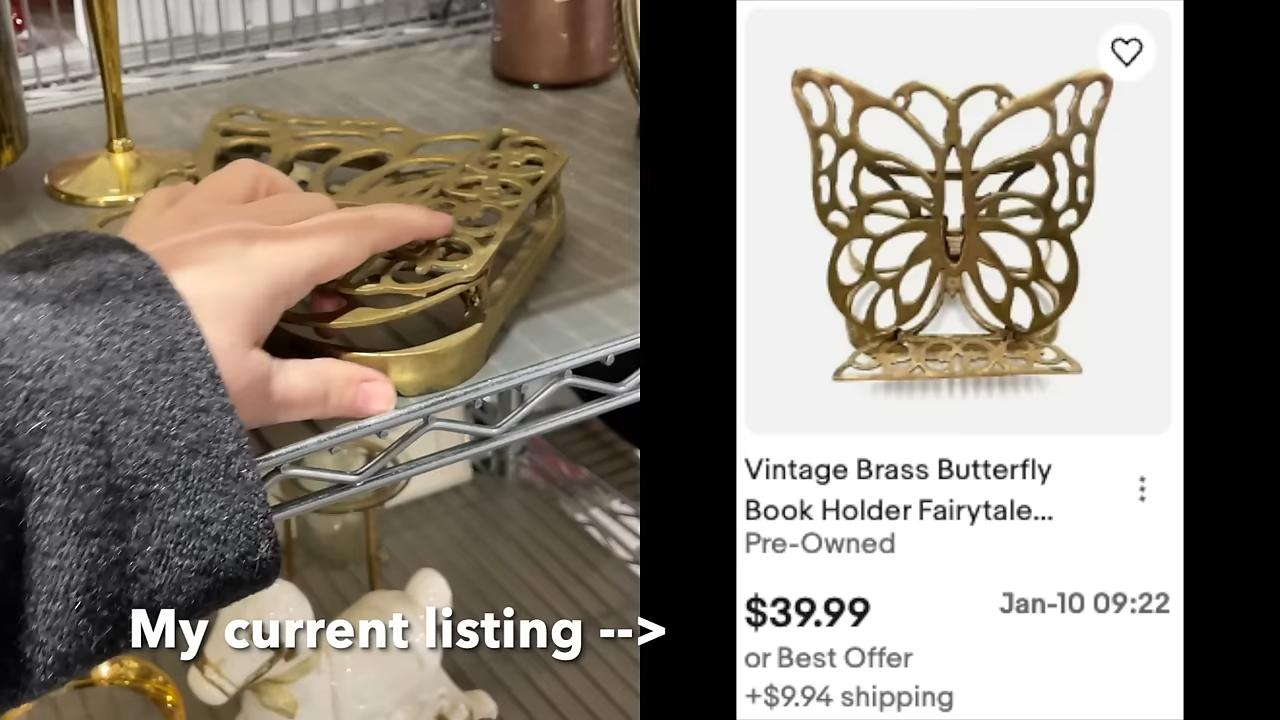 Vintage Brass Butterfly
Book Holder Fairytale...
Pre-Owned
$39.99
Jan-10 09:22
or Best Offer
+$9.94 shipping
My current listing -->